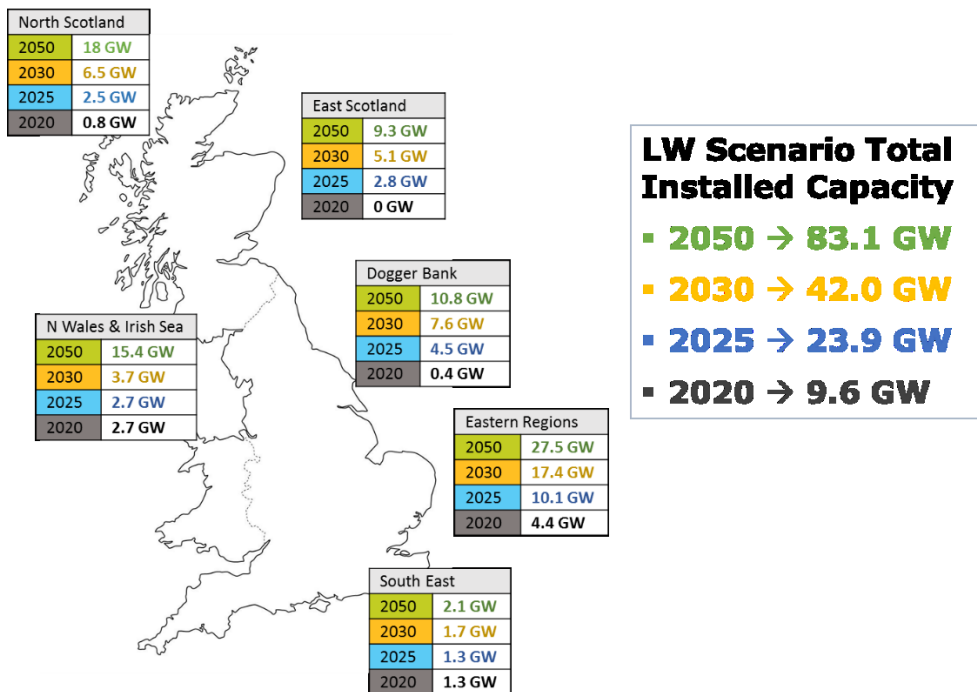 North Scotland
2050 18 GW
2030 6.5 GW
2025 2.5 GW
2020 0.8 GW
East Scotland
2050 9.3 GW
2030 5.1 GW
2025 2.8 GW
2020 0 GW
Dogger Bank
2050 10.8 GW
2030 7.6 GW
2025 4.5 GW
2020 0.4 GW
N Wales & Irish Sea
2050 15.4 GW
2030 3.7 GW
2025 2.7 GW
2020 2.7 GW
Eastern Regions
2050 27.5 GW
2030 17.4 GW
2025 10.1 GW
2020 4.4 GW
South East
2050 2.1 GW
2030 1.7 GW
2025 1.3 GW
2020 1.3 GW
LW Scenario Total
Installed Capacity
▪ 2050 → 83.1 GW
▪ 2030 → 42.0 GW
▪ 2025 → 23.9 GW
▪ 2020 → 9.6 GW